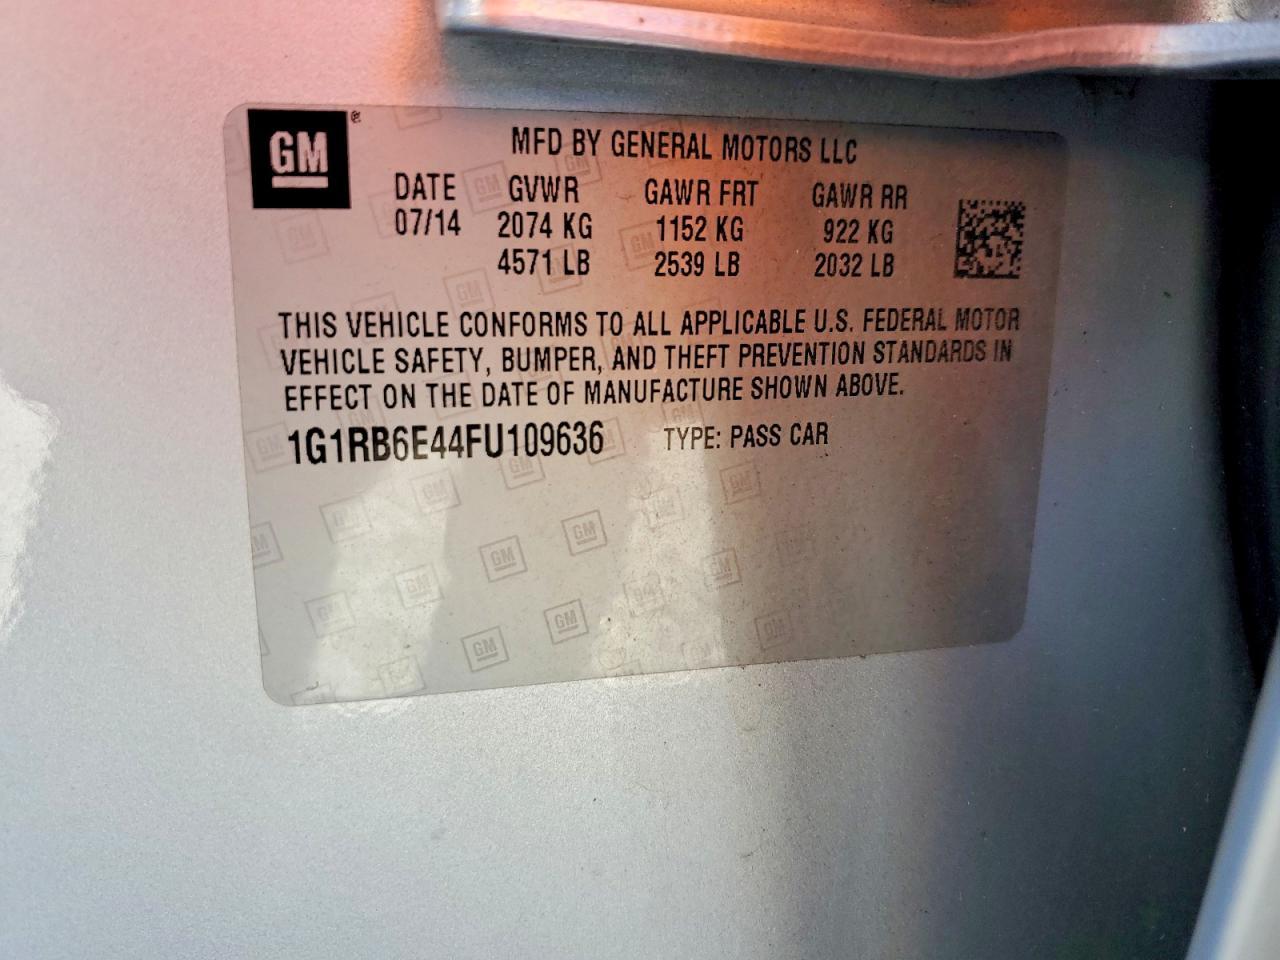 GM
MFD BY GENERAL MOTORS LLC
DATE GVWR GAWR FRT GAWR RR
07/14 2074 KG 1152 KG 922 KG
4571 LB 2539 LB 2032 LB
THIS VEHICLE CONFORMS TO ALL APPLICABLE U.S. FEDERAL MOTOR
VEHICLE SAFETY, BUMPER, AND THEFT PREVENTION STANDARDS IN
EFFECT ON THE DATE OF MANUFACTURE SHOWN ABOVE.
1G1RB6E44FU109636 TYPE: PASS CAR